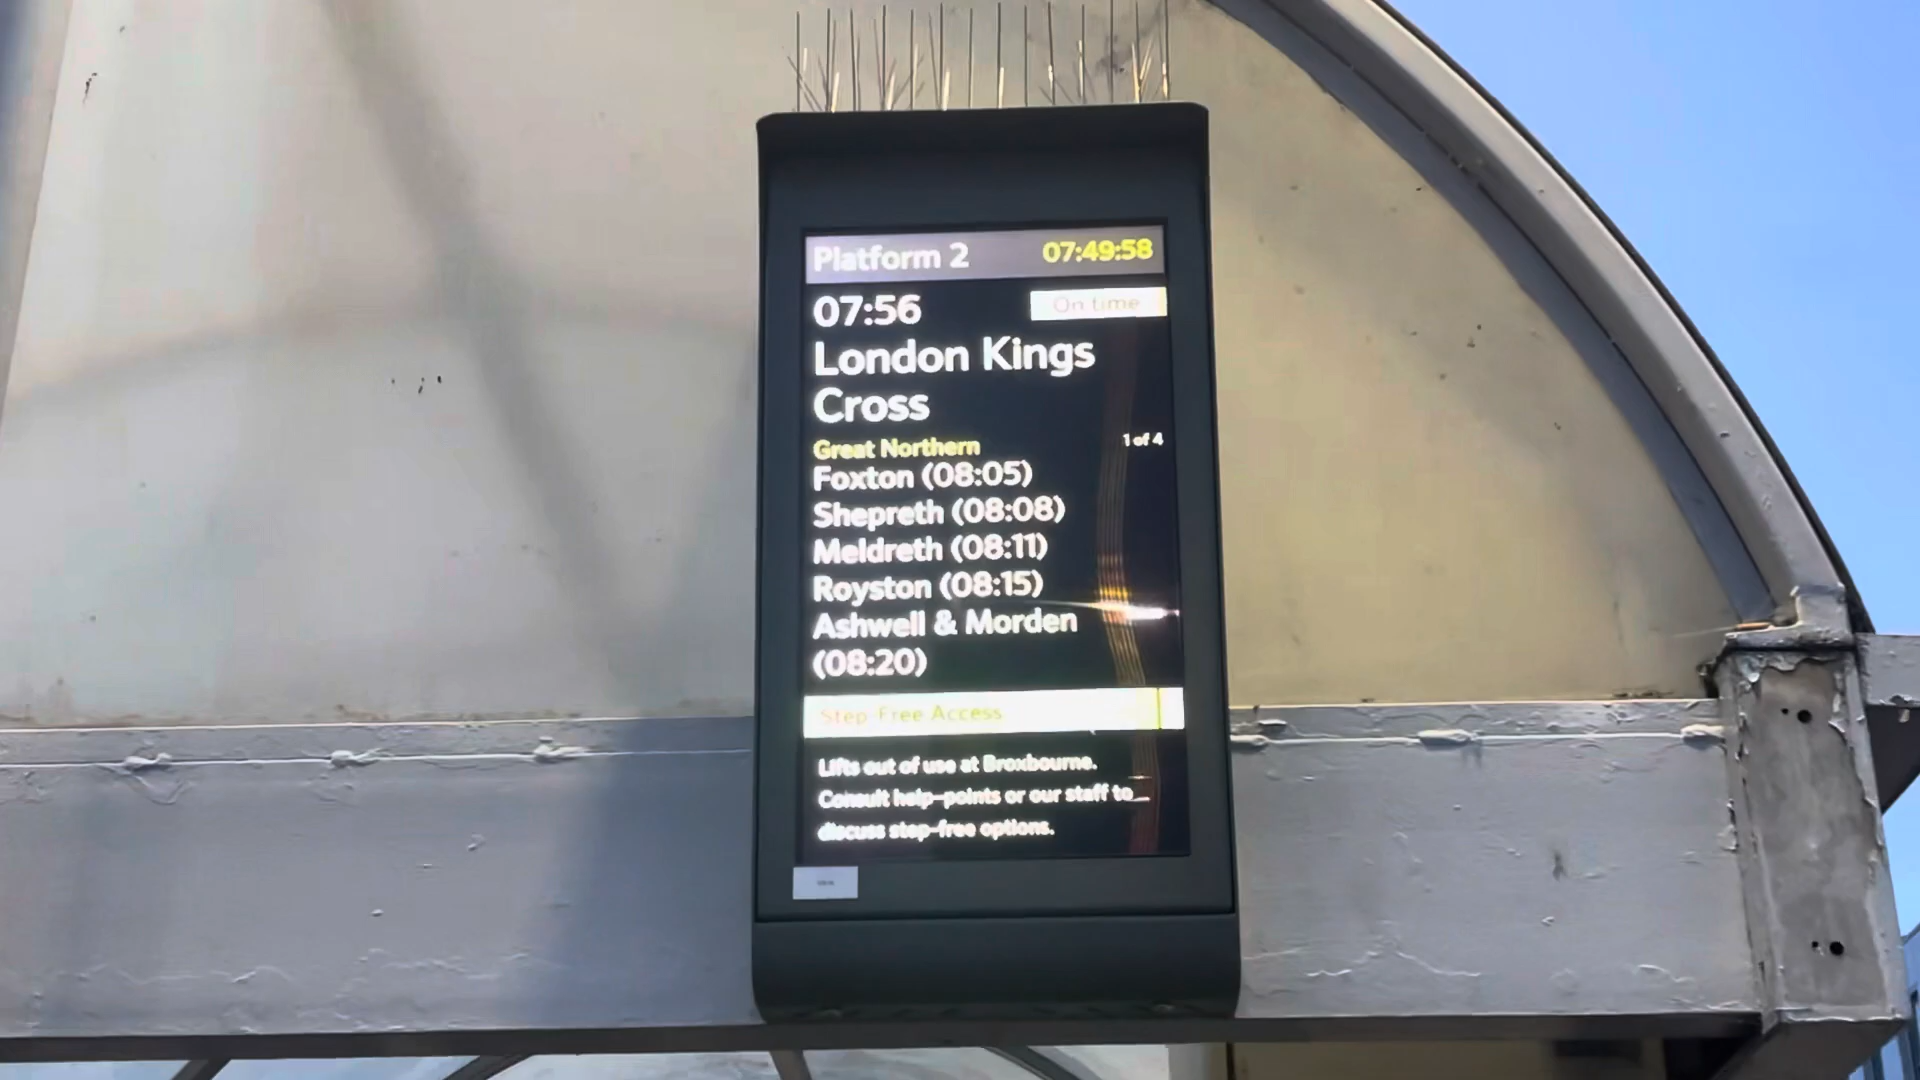 Platform 2 07:49:58
07:56 On time
London Kings
Cross
Great Northern 1 of 4
Foxton (08:05)
Shepreth (08:08)
Meldreth (08:11)
Royston (08:15)
Ashwell & Morden
(08:20)
Step-Free Access
Lifts out of use at Broxbourne.
Consult help-points or our staff to
discuss step-free options.